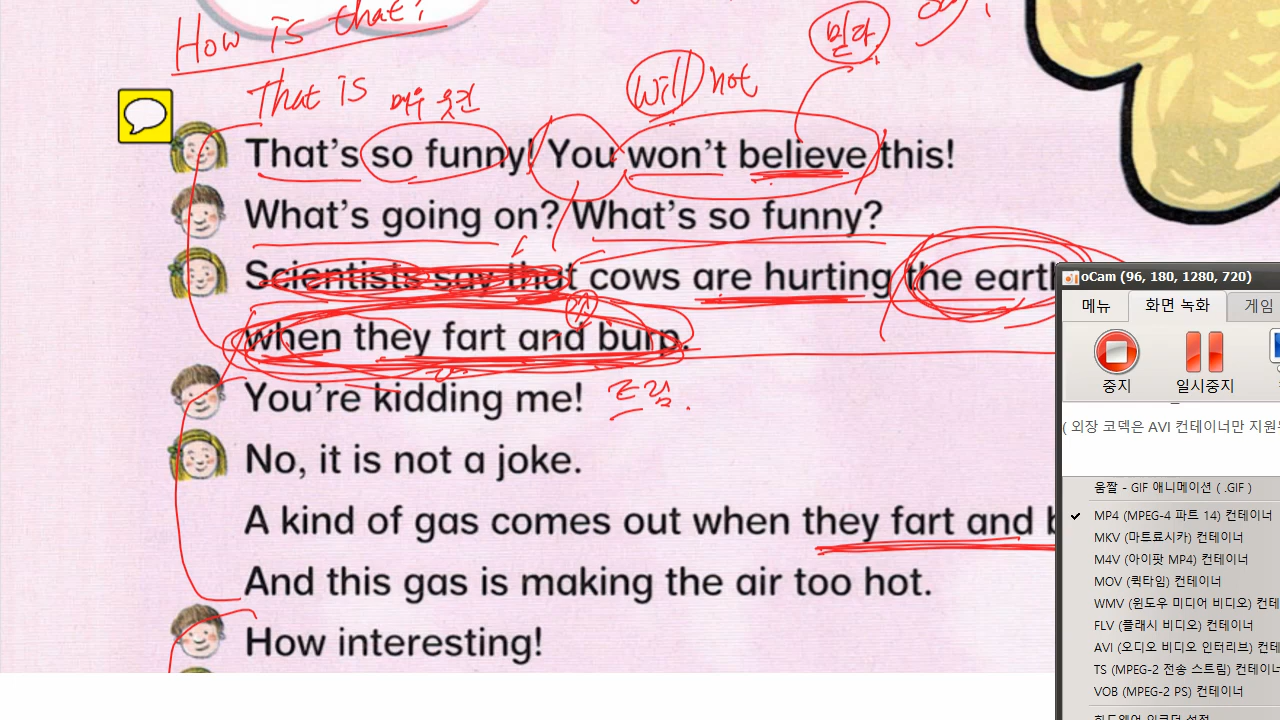 How is that?
믿다
That is 매우 웃긴 will not
That's so funny! You won't believe this!
What's going on? What's so funny?
Scientists say that cows are hurting the earth
when they fart and burp.
You're kidding me! 트림.
No, it is not a joke.
A kind of gas comes out when they fart and b
And this gas is making the air too hot.
How interesting!
oCam (96, 180, 1280, 720)
메뉴 화면 녹화 게임
중지 일시중지
( 외장 코덱은 AVI 컨테이너만 지원
움짤 - GIF 애니메이션 ( .GIF )
MP4 (MPEG-4 파트 14) 컨테이너
MKV (마트료시카) 컨테이너
M4V (아이팟 MP4) 컨테이너
MOV (퀵타임) 컨테이너
WMV (윈도우 미디어 비디오) 컨테
FLV (플래시 비디오) 컨테이너
AVI (오디오 비디오 인터리브) 컨테
TS (MPEG-2 전송 스트림) 컨테이너
VOB (MPEG-2 PS) 컨테이너